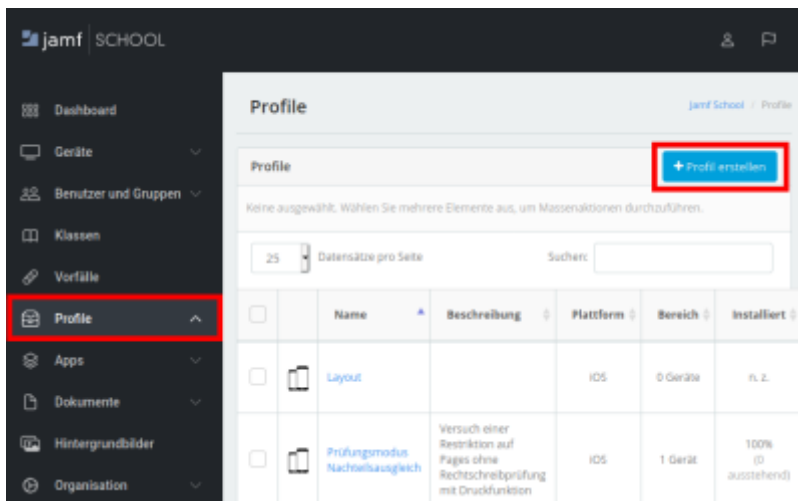 jamf SCHOOL
Dashboard
Geräte
Benutzer und Gruppen
Klassen
Vorfälle
Profile
Apps
Dokumente
Hintergrundbilder
Organisation
Profile
Jamf School / Profile
Profile
+ Profil erstellen
Keine ausgewählt. Wählen Sie mehrere Elemente aus, um Massenaktionen durchzuführen.
25 Datensätze pro Seite Suchen:
Name Beschreibung Plattform Bereich Installiert
Layout iOS 0 Geräte n. z.
Versuch einer
Restriktion auf
Pages ohne
Rechtschreibprüfung
mit Druckfunktion
Prüfungsmodus
Nachteilsausgleich
iOS
1 Gerät
100%
(0
ausstehend)